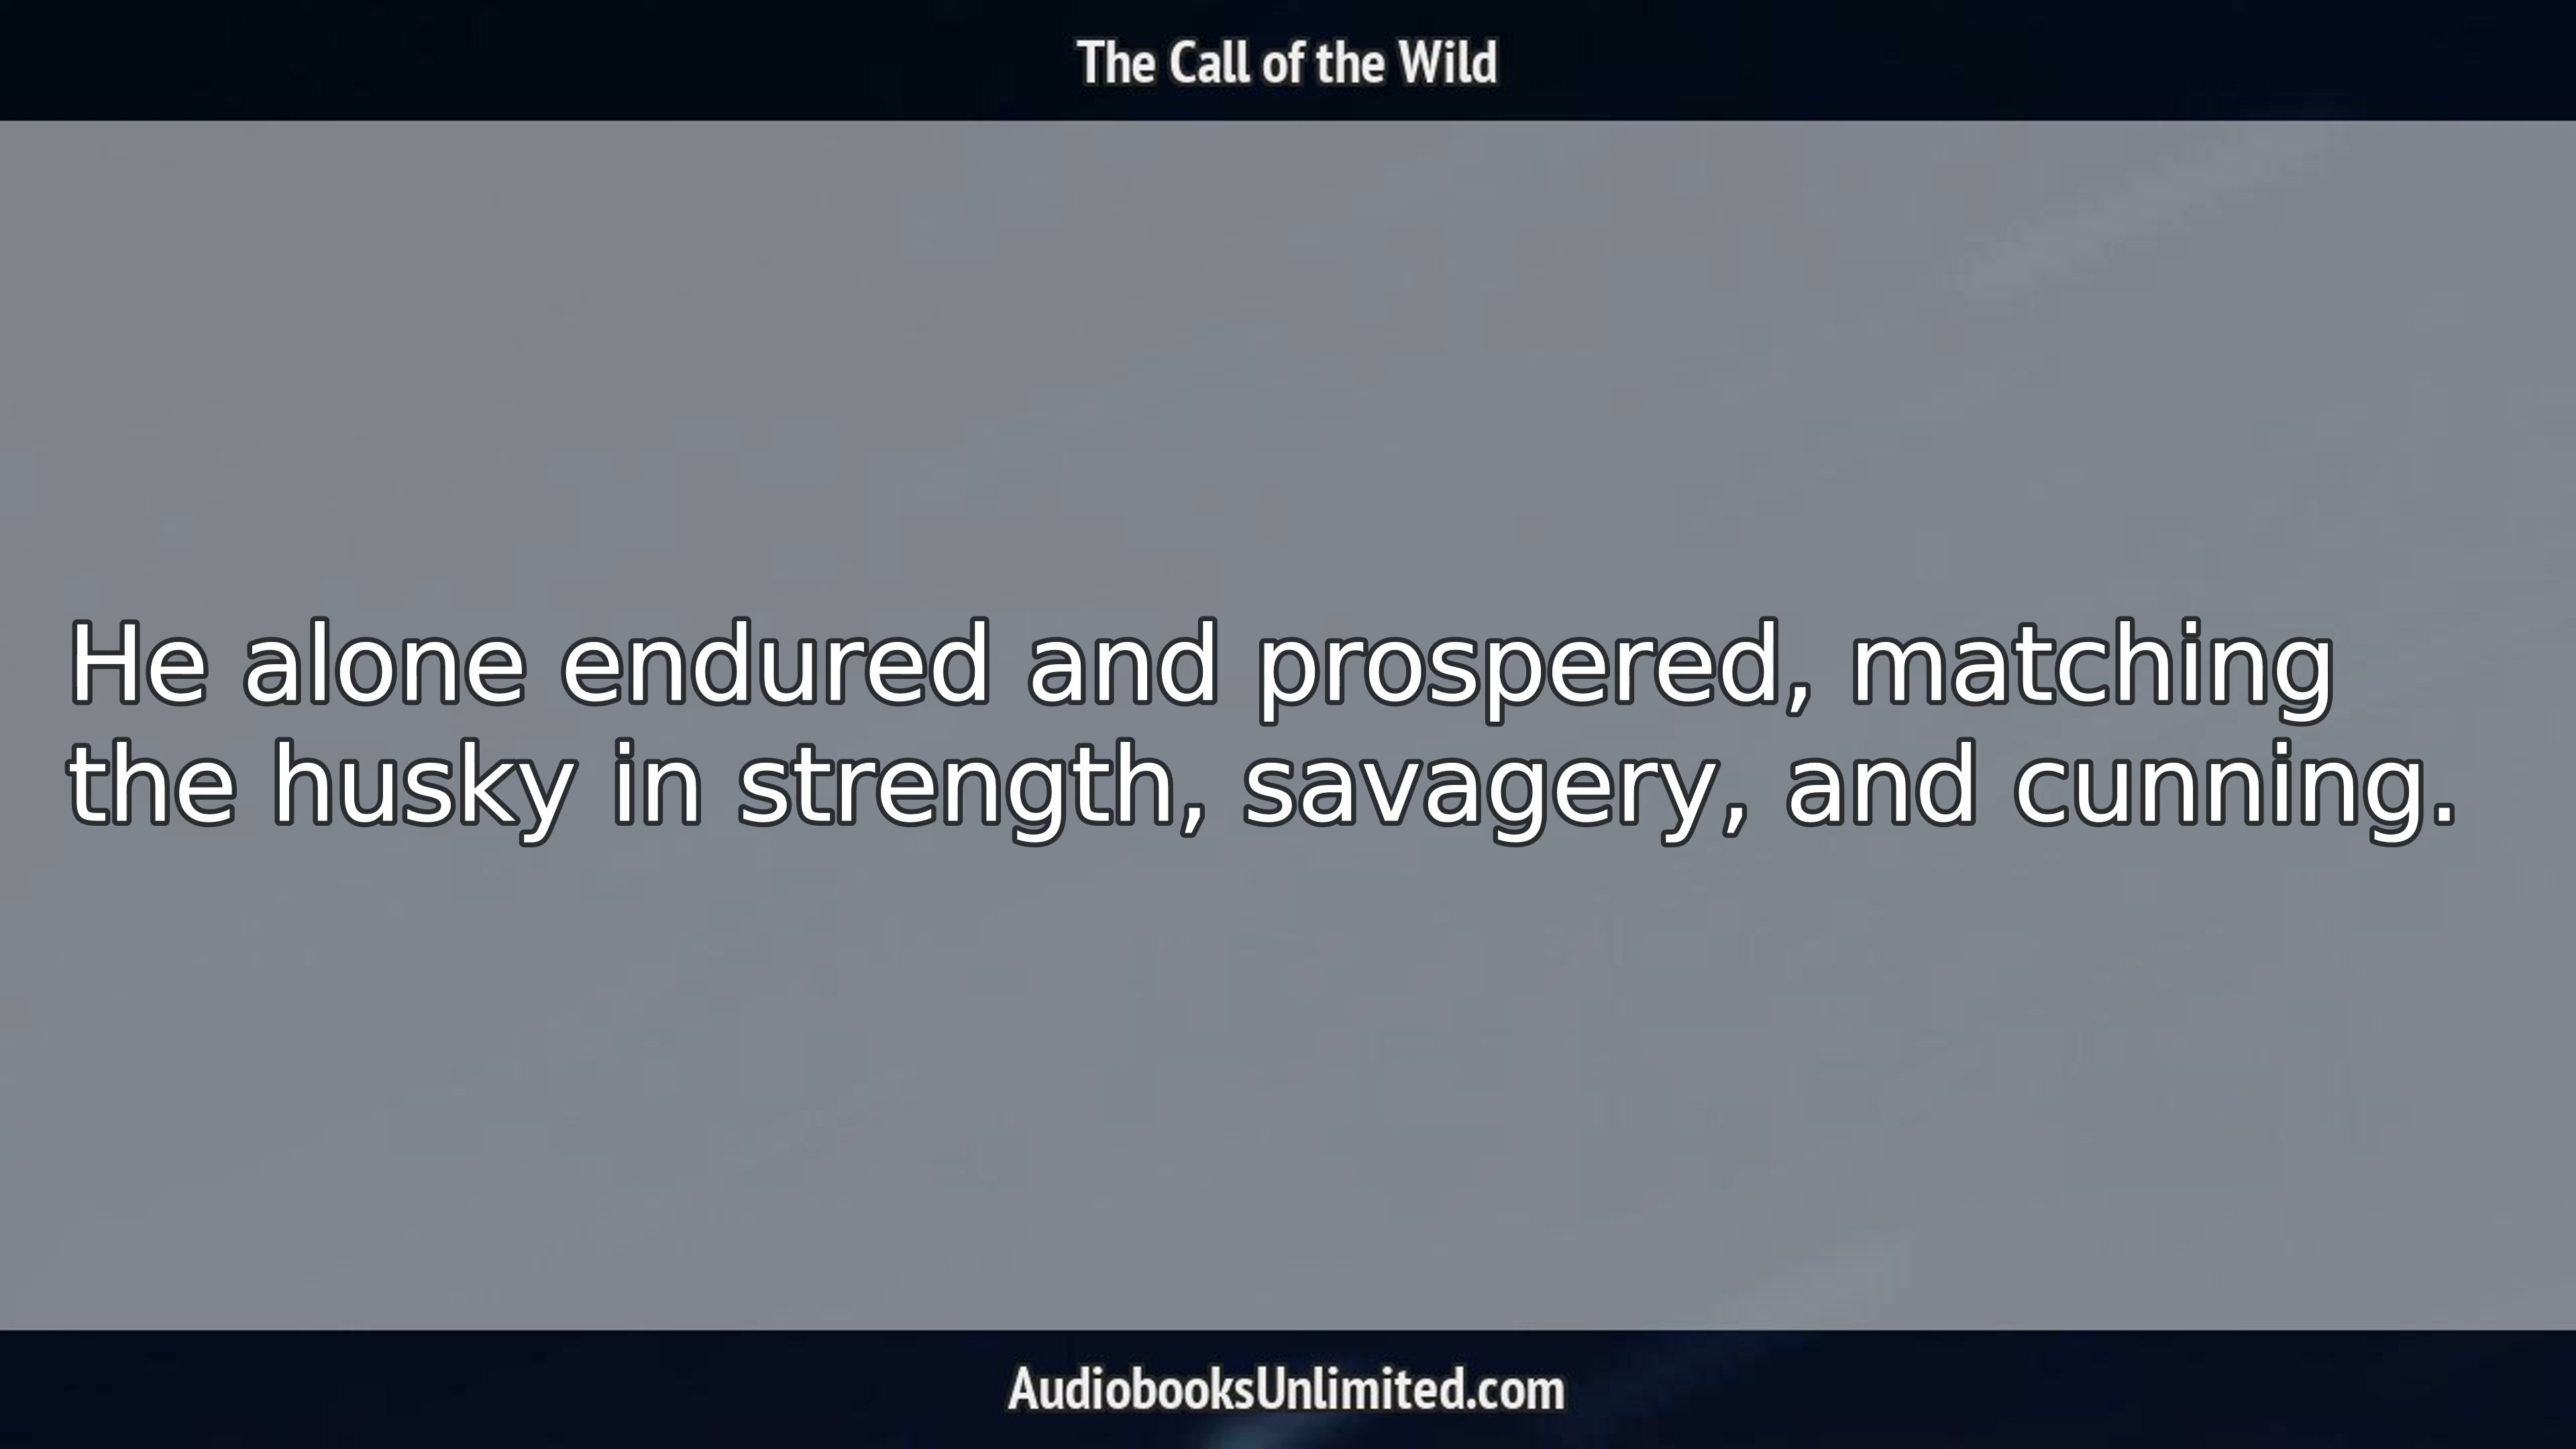 The Call of the Wild
He alone endured and prospered, matching
the husky in strength, savagery, and cunning.
AudiobooksUnlimited.com